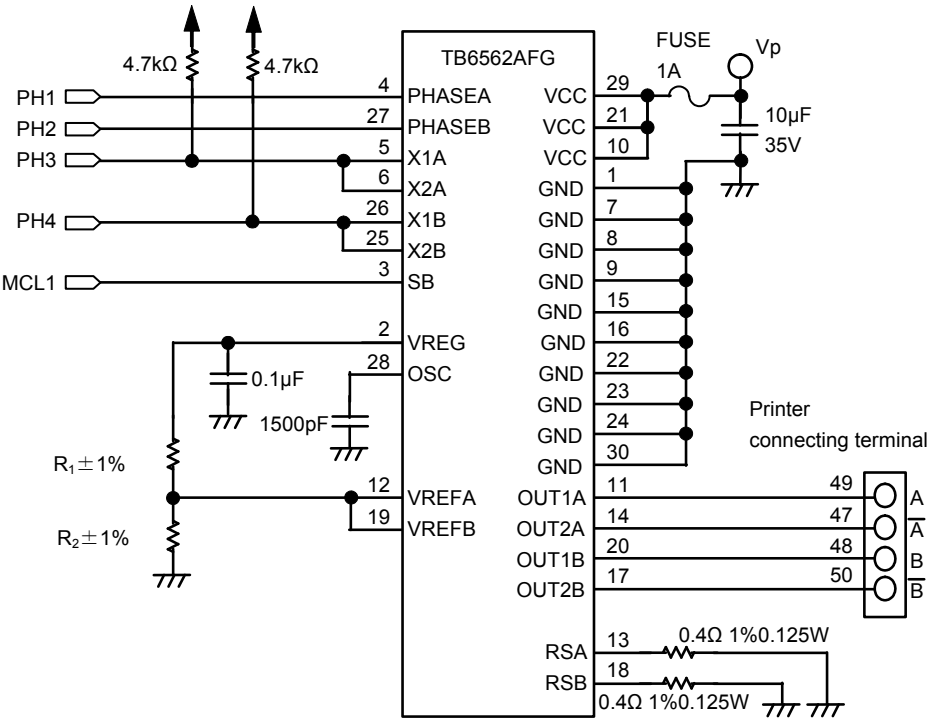 TB6562AFG
FUSE
1A
Vp
4.7kΩ
4.7kΩ
10μF
35V
PH1
4
PHASEA
PH2
27
PHASEB
PH3
5
X1A
6
X2A
PH4
26
X1B
25
X2B
MCL1
3
SB
2
VREG
28
OSC
0.1μF
1500pF
R₁±1%
R₂±1%
12
VREFA
19
VREFB
VCC
29
VCC
21
VCC
10
GND
1
GND
7
GND
8
GND
9
GND
15
GND
16
GND
22
GND
23
GND
24
GND
30
Printer
connecting terminal
OUT1A
11
49
A
OUT2A
14
47
A̅
OUT1B
20
48
B
OUT2B
17
50
B̅
RSA
13
0.4Ω 1%0.125W
RSB
18
0.4Ω 1%0.125W